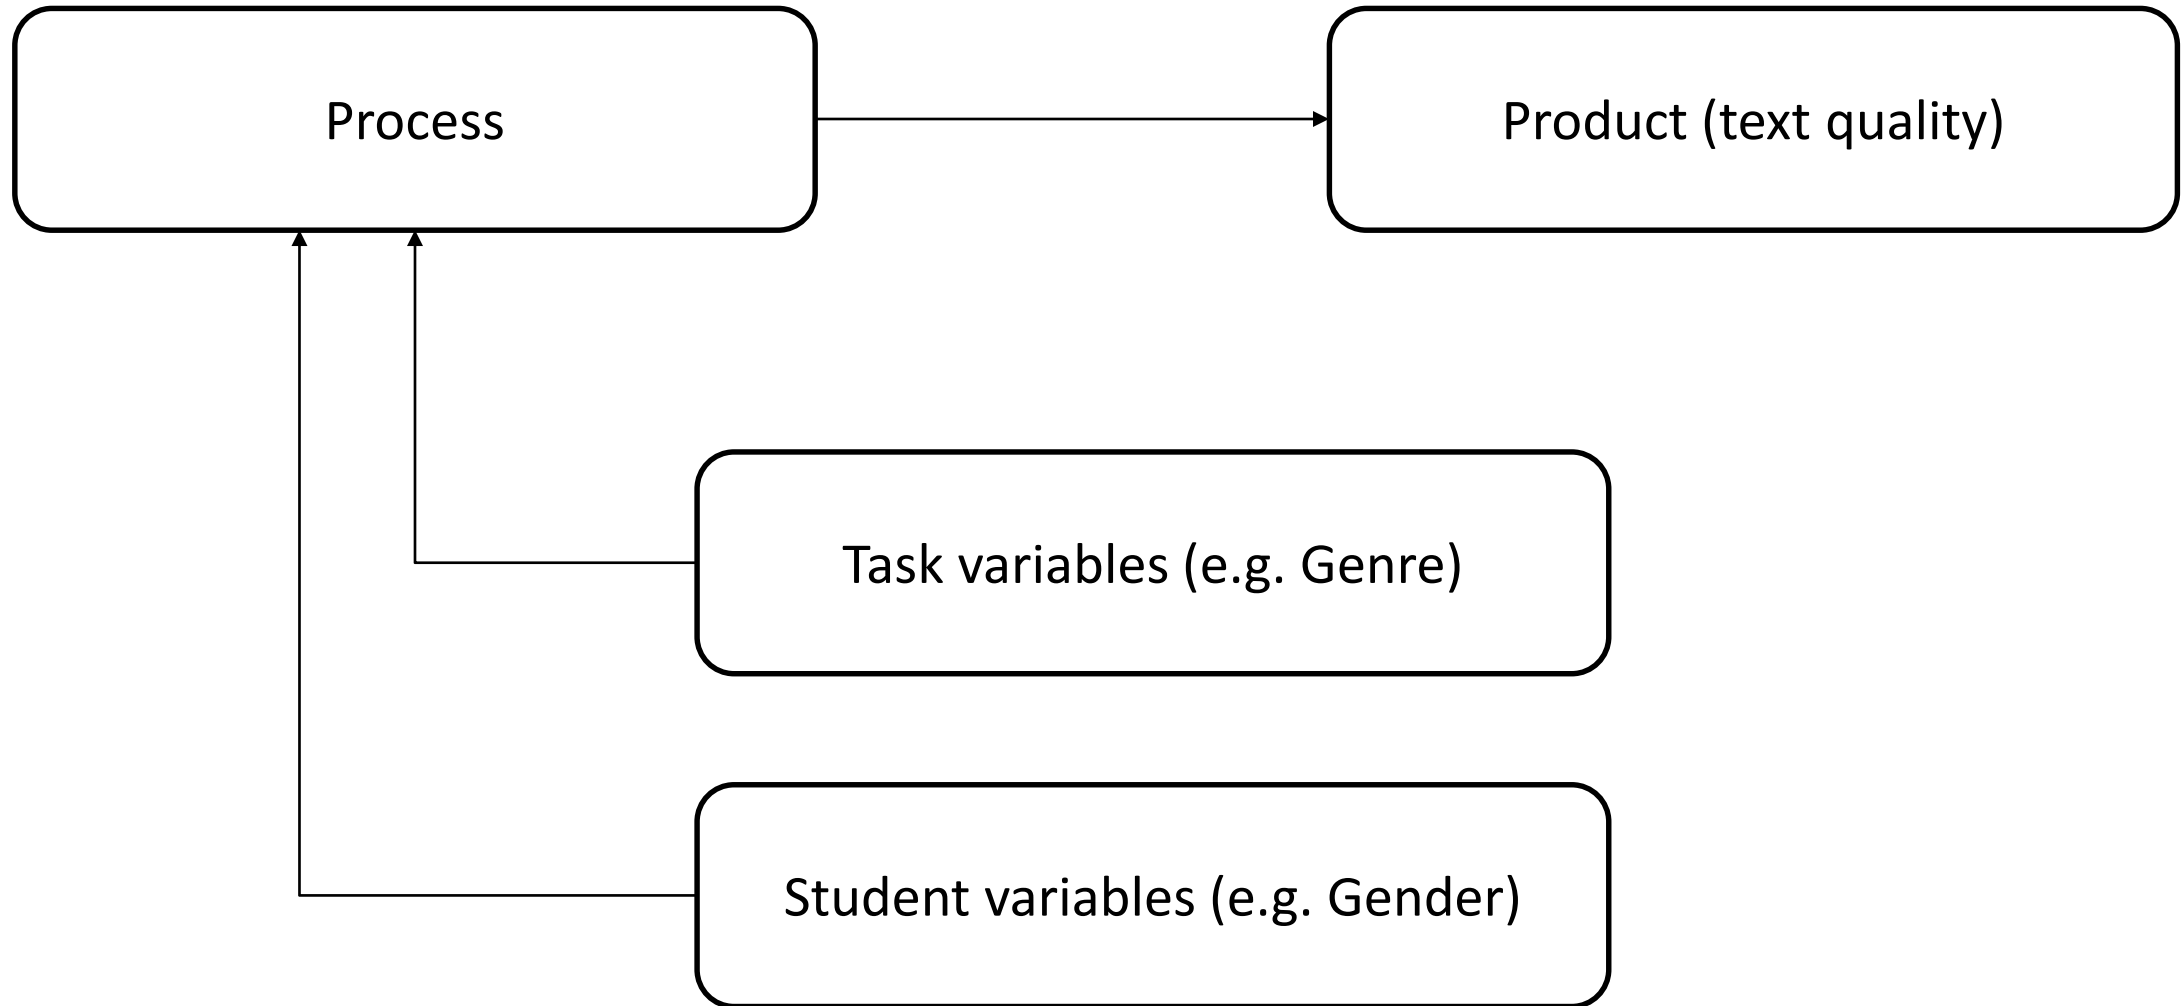 Process
Product (text quality)
Task variables (e.g. Genre)
Student variables (e.g. Gender)